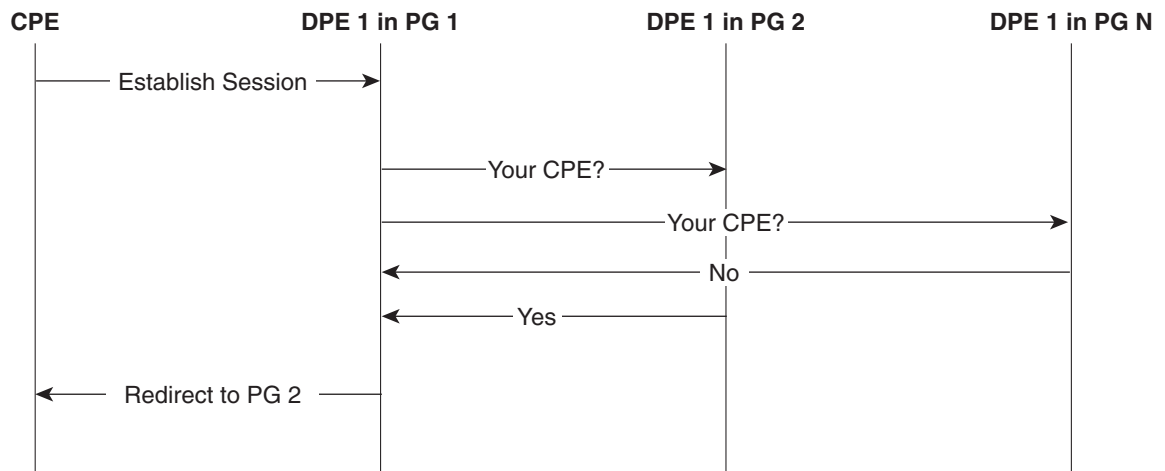 CPE
DPE 1 in PG 1
DPE 1 in PG 2
DPE 1 in PG N
Establish Session
Your CPE?
Your CPE?
No
Yes
Redirect to PG 2